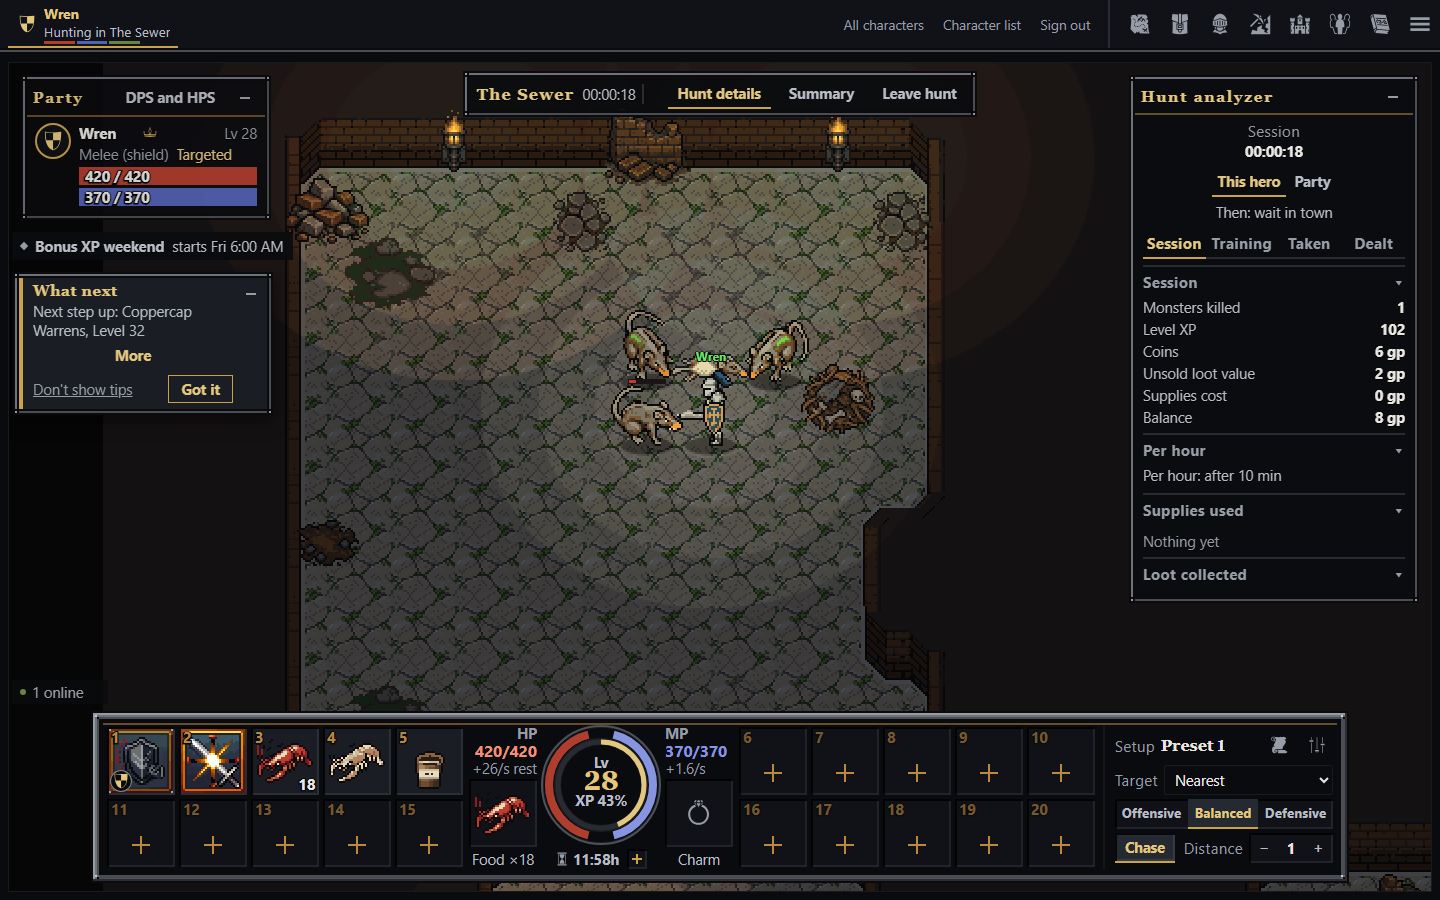 Wren
Hunting in The Sewer
All characters
Character list
Sign out
Party
DPS and HPS
Wren
Lv 28
Melee (shield) Targeted
420 / 420
370 / 370
Bonus XP weekend starts Fri 6:00 AM
What next
Next step up: Coppercap
Warrens, Level 32
More
Don't show tips
Got it
The Sewer 00:00:18
Hunt details
Summary
Leave hunt
Wren
Hunt analyzer
Session
00:00:18
This hero
Party
Then: wait in town
Session
Training
Taken
Dealt
Session
Monsters killed 1
Level XP 102
Coins 6 gp
Unsold loot value 2 gp
Supplies cost 0 gp
Balance 8 gp
Per hour
Per hour: after 10 min
Supplies used
Nothing yet
Loot collected
1 online
1
2
3
18
4
5
11
12
13
14
15
HP
420/420
+26/s rest
Food ×18
Lv
28
XP 43%
11:58h +
MP
370/370
+1.6/s
Charm
6
7
8
9
10
16
17
18
19
20
Setup Preset 1
Target Nearest
Offensive
Balanced
Defensive
Chase
Distance − 1 +